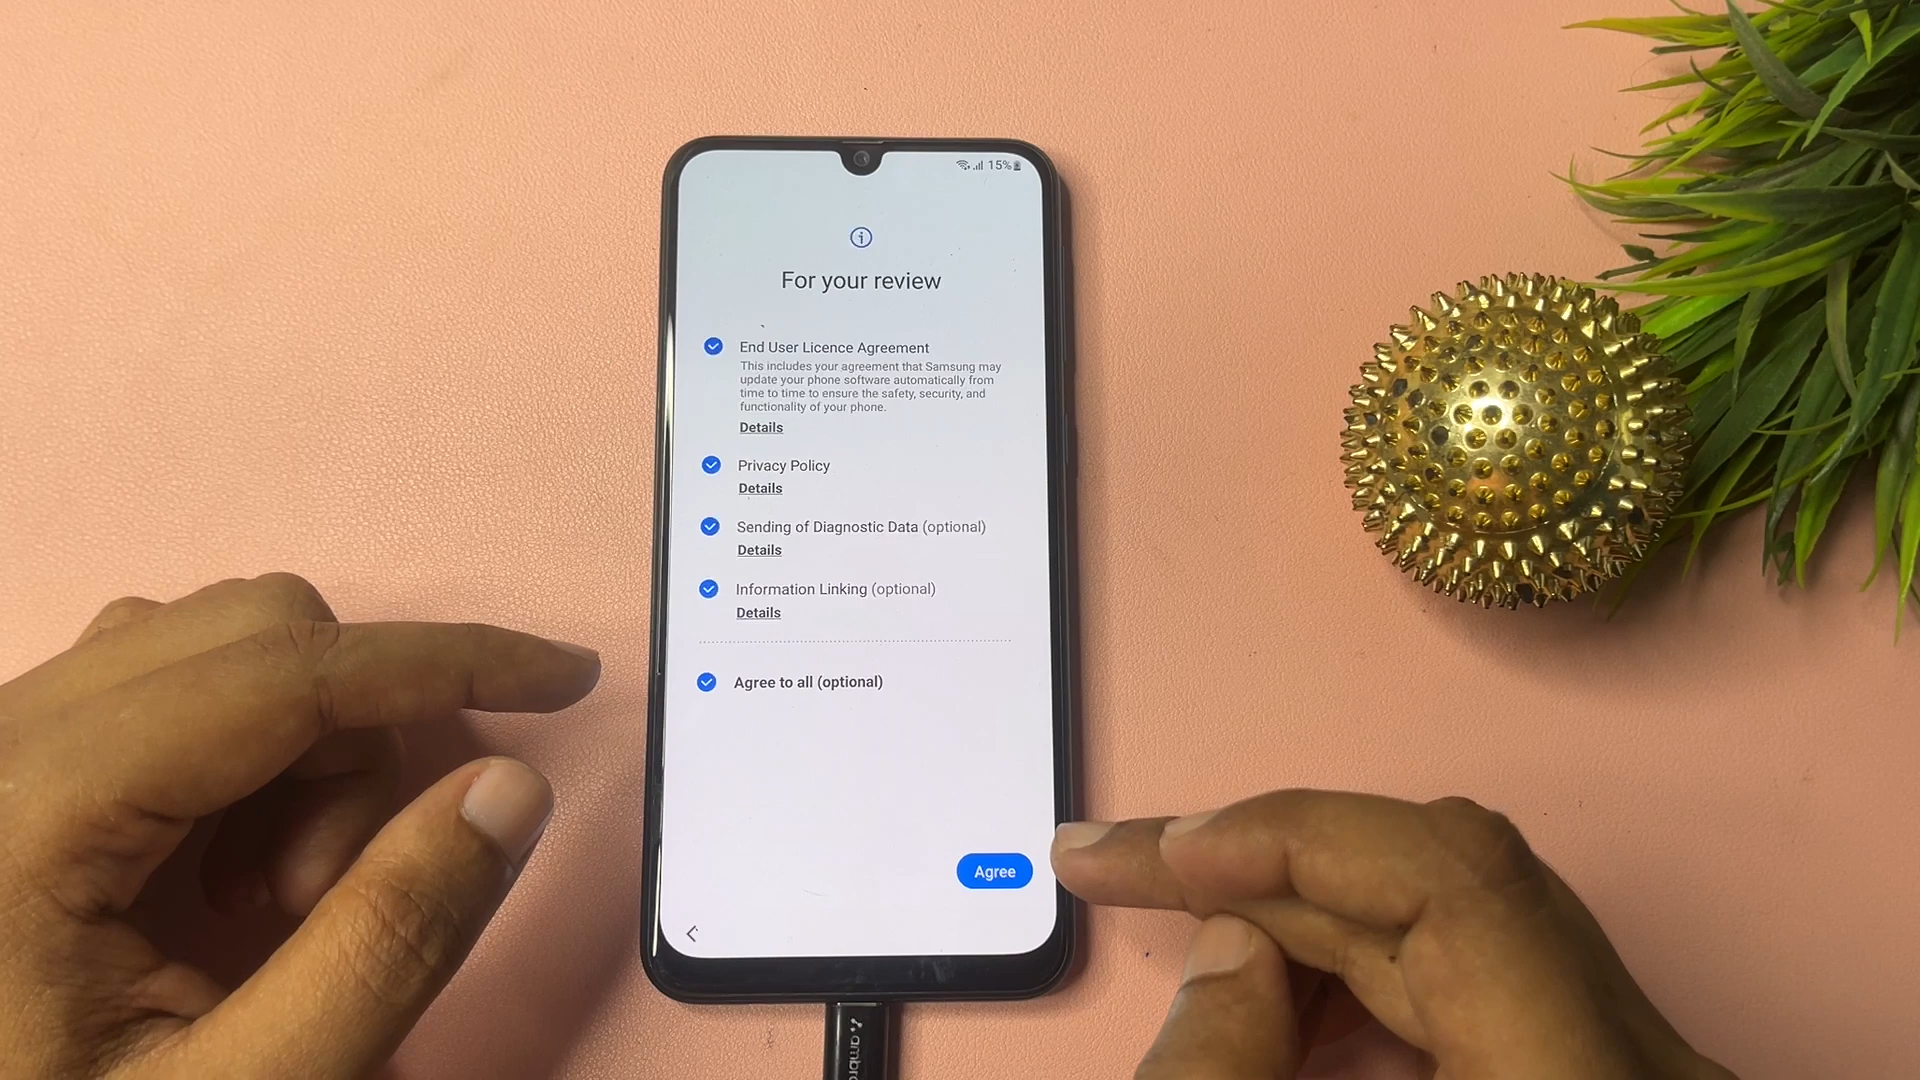 15%
For your review
End User Licence Agreement
This includes your agreement that Samsung may
update your phone software automatically from
time to time to ensure the safety, security, and
functionality of your phone.
Details
Privacy Policy
Details
Sending of Diagnostic Data (optional)
Details
Information Linking (optional)
Details
Agree to all (optional)
Agree